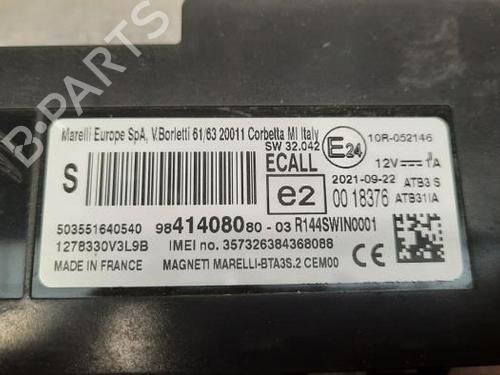 Marelli Europe SpA, V.Borletti 61/63 20011 Corbetta MI Italy
SW 32.042
ECALL
S
e2
E24
10R-052146
12V 1A
2021-09-22 ATB3 S
00 18376 ATB31IA
503551640540 9841408080-03 R144SWIN0001
1278330V3L9B IMEI no. 357326384368088
MADE IN FRANCE MAGNETI MARELLI-BTA3S.2 CEM00
CE
B-PARTS